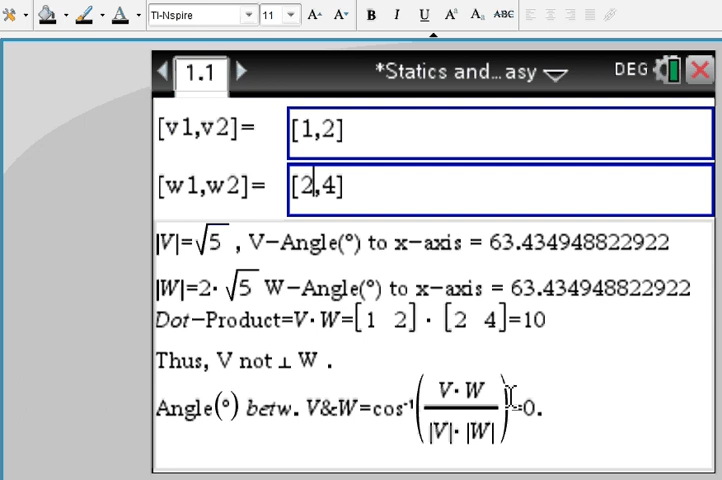 TI-Nspire 11 A A B I U Aª Aₐ ABC
1.1 *Statics and...asy DEG
[v1,v2]= [1,2]
[w1,w2]= [2,4]
|V|=√5 , V−Angle(°) to x−axis = 63.434948822922
|W|=2· √5 W−Angle(°) to x−axis = 63.434948822922
Dot−Product=V·W=[1 2]·[2 4]=10
Thus, V not ⊥ W .
Angle(°) betw. V&W=cos⁻¹(V·W/|V|·|W|)=0.